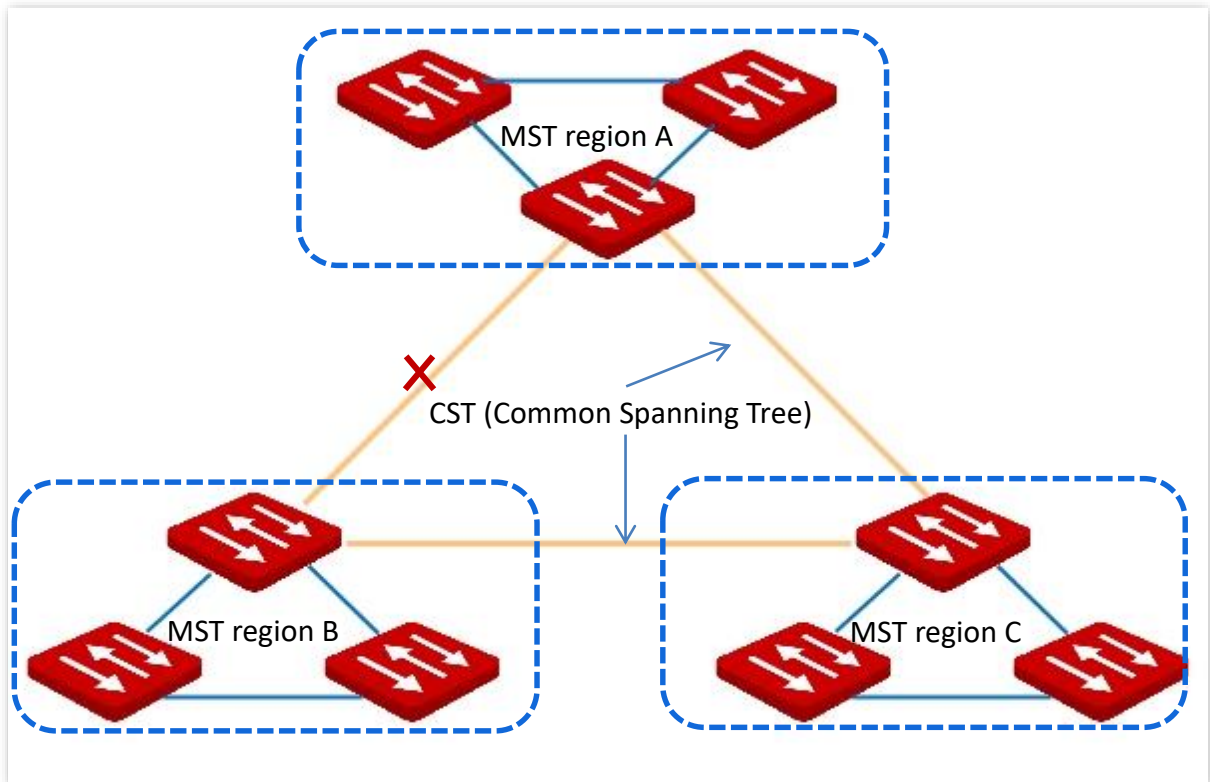 MST region A
CST (Common Spanning Tree)
MST region B
MST region C